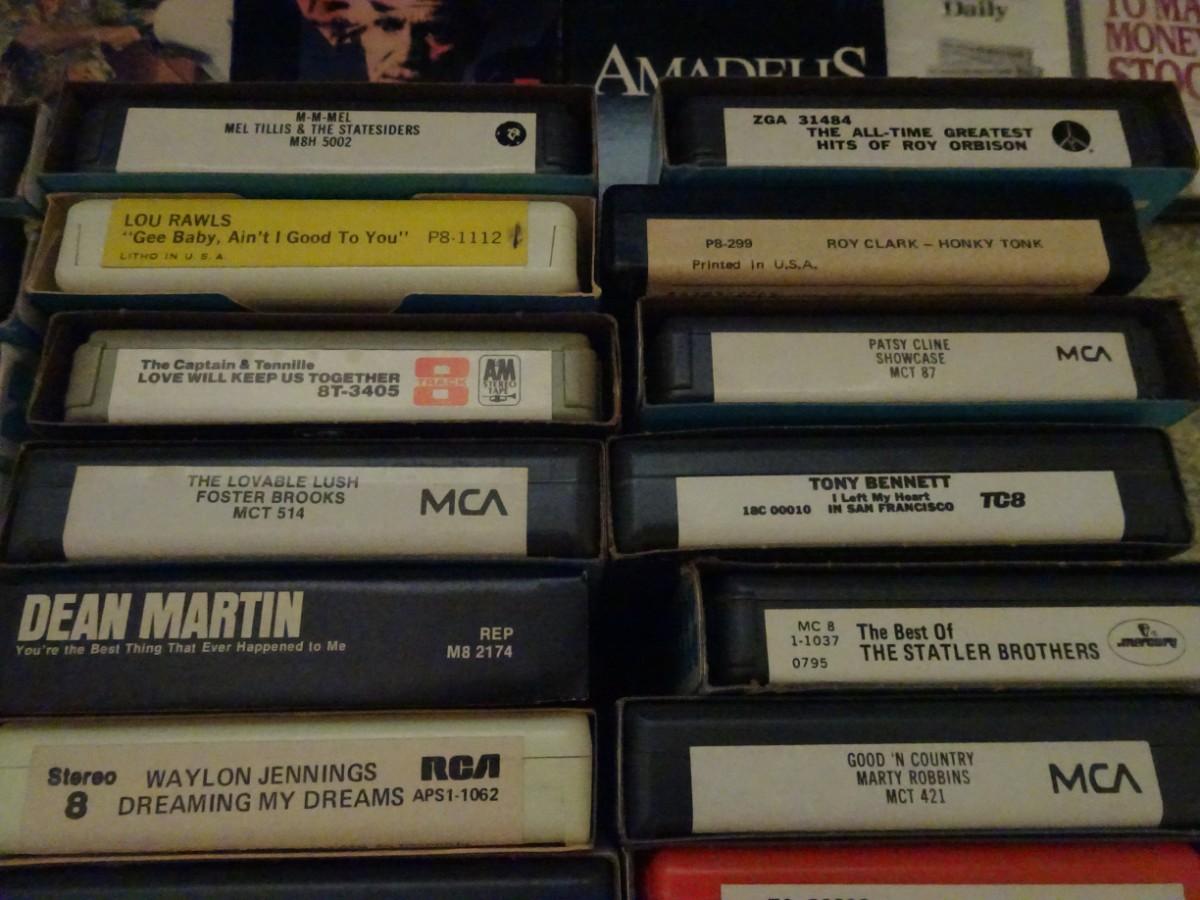 Daily
TO MA
MONE
STOC
AMADEUS
M-M-MEL
MEL TILLIS & THE STATESIDERS
M8H 5002
ZGA 31484
THE ALL-TIME GREATEST
HITS OF ROY ORBISON
LOU RAWLS
"Gee Baby, Ain't I Good To You" P8-1112
LITHO IN U.S.A.
P8-299 ROY CLARK – HONKY TONK
Printed in U.S.A.
The Captain & Tennille
LOVE WILL KEEP US TOGETHER
8T-3405
8
TRACK
A&M
STEREO
TAPE
PATSY CLINE
SHOWCASE
MCT 87
MCA
THE LOVABLE LUSH
FOSTER BROOKS
MCT 514
MCA
TONY BENNETT
I Left My Heart
18C 00010 IN SAN FRANCISCO
TC8
DEAN MARTIN
You're the Best Thing That Ever Happened to Me
REP
M8 2174
MC 8
1-1037
0795
The Best Of
THE STATLER BROTHERS
mercury
Stereo
8
WAYLON JENNINGS
DREAMING MY DREAMS
RCA
APS1-1062
GOOD 'N COUNTRY
MARTY ROBBINS
MCT 421
MCA